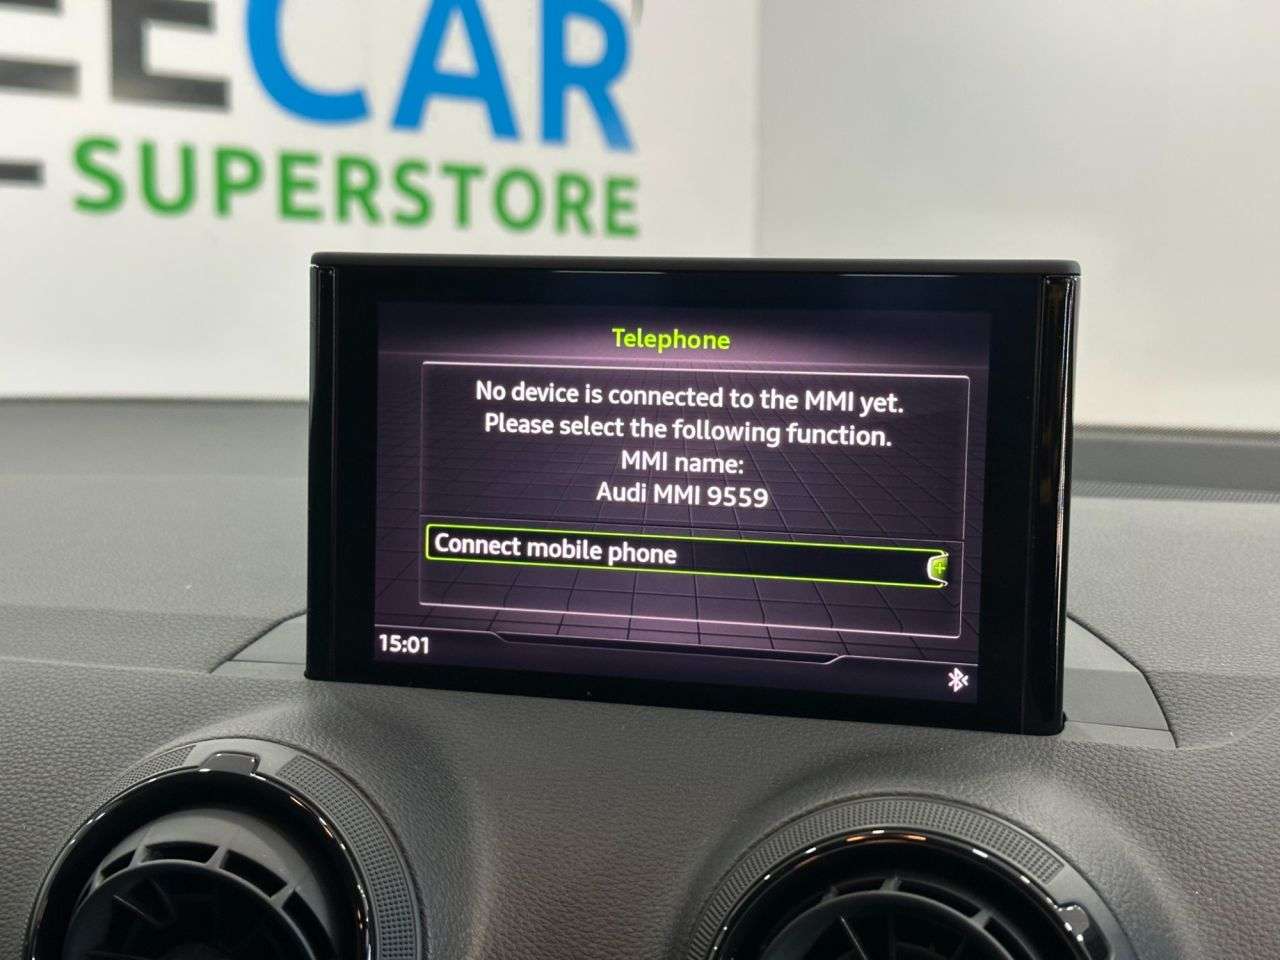 CAR
SUPERSTORE
Telephone
No device is connected to the MMI yet.
Please select the following function.
MMI name:
Audi MMI 9559
Connect mobile phone
15:01